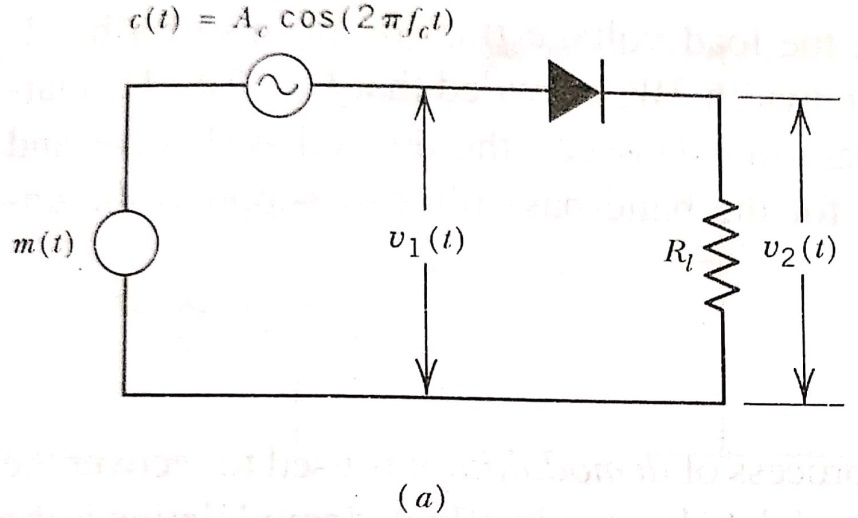 c(t) = A_c cos(2πf_c t)
m(t)
v_1(t)
R_l
v_2(t)
(a)